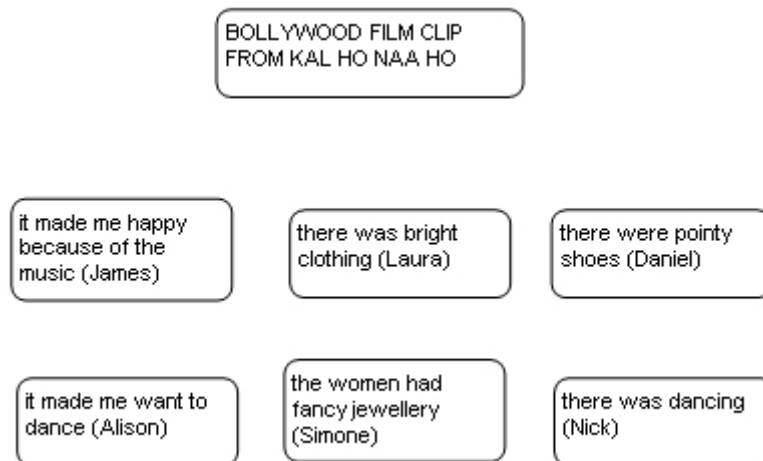 BOLLYWOOD FILM CLIP
FROM KAL HO NAA HO
it made me happy
because of the
music (James)
there was bright
clothing (Laura)
there were pointy
shoes (Daniel)
it made me want to
dance (Alison)
the women had
fancy jewellery
(Simone)
there was dancing
(Nick)